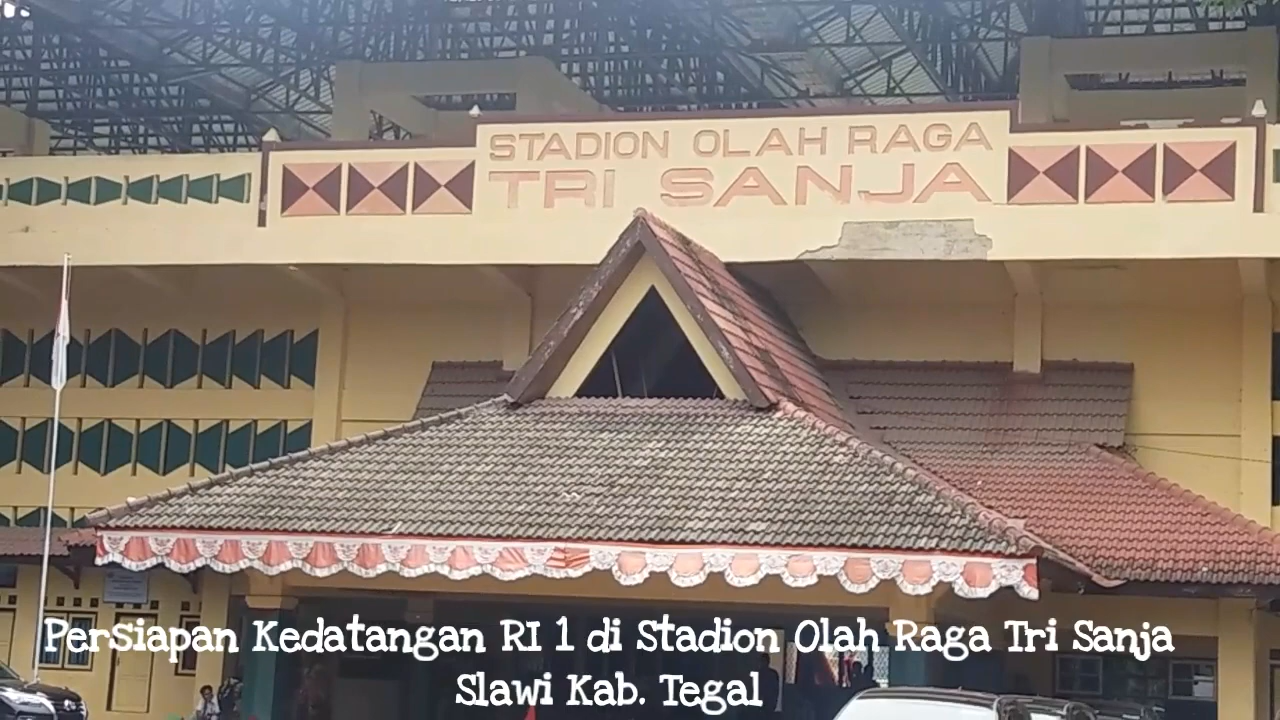 STADION OLAH RAGA
TRI SANJA
Persiapan Kedatangan RI 1 di Stadion Olah Raga Tri Sanja
Slawi Kab. Tegal